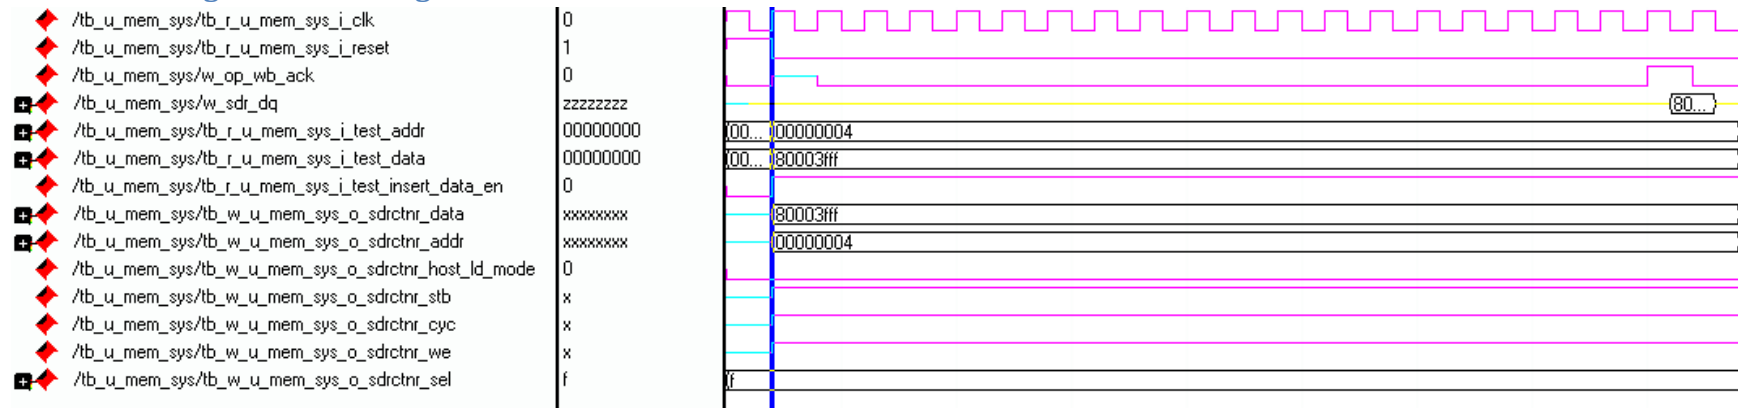 /tb_u_mem_sys/tb_r_u_mem_sys_i_clk 0
/tb_u_mem_sys/tb_r_u_mem_sys_i_reset 1
/tb_u_mem_sys/w_op_wb_ack 0
/tb_u_mem_sys/w_sdr_dq zzzzzzzz (80...)
/tb_u_mem_sys/tb_r_u_mem_sys_i_test_addr 00000000 (00... 00000004
/tb_u_mem_sys/tb_r_u_mem_sys_i_test_data 00000000 (00... 80003fff
/tb_u_mem_sys/tb_r_u_mem_sys_i_test_insert_data_en 0
/tb_u_mem_sys/tb_w_u_mem_sys_o_sdrctnr_data xxxxxxxx 80003fff
/tb_u_mem_sys/tb_w_u_mem_sys_o_sdrctnr_addr xxxxxxxx 00000004
/tb_u_mem_sys/tb_w_u_mem_sys_o_sdrctnr_host_ld_mode 0
/tb_u_mem_sys/tb_w_u_mem_sys_o_sdrctnr_stb x
/tb_u_mem_sys/tb_w_u_mem_sys_o_sdrctnr_cyc x
/tb_u_mem_sys/tb_w_u_mem_sys_o_sdrctnr_we x
/tb_u_mem_sys/tb_w_u_mem_sys_o_sdrctnr_sel f f